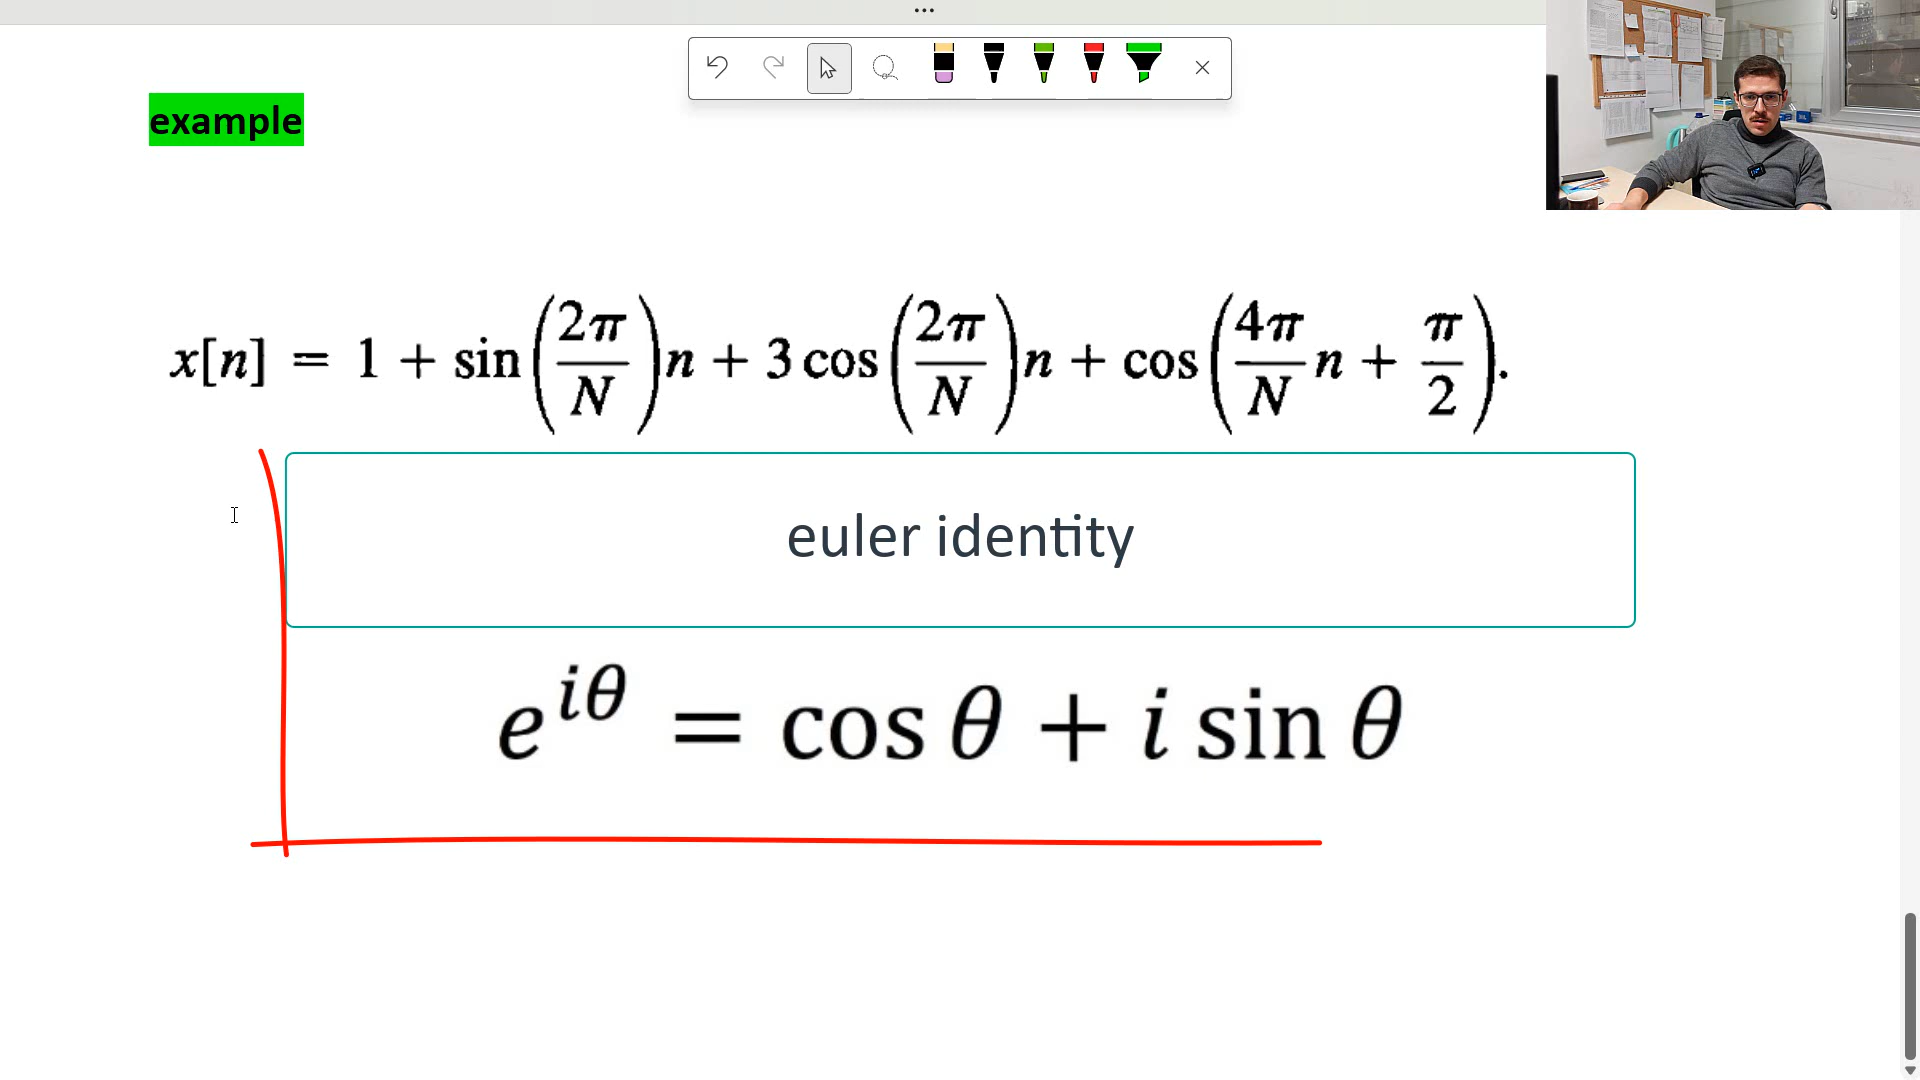 example
x[n] = 1 + sin(2π/N)n + 3 cos(2π/N)n + cos(4π/N n + π/2).
euler identity
e^{iθ} = cos θ + i sin θ